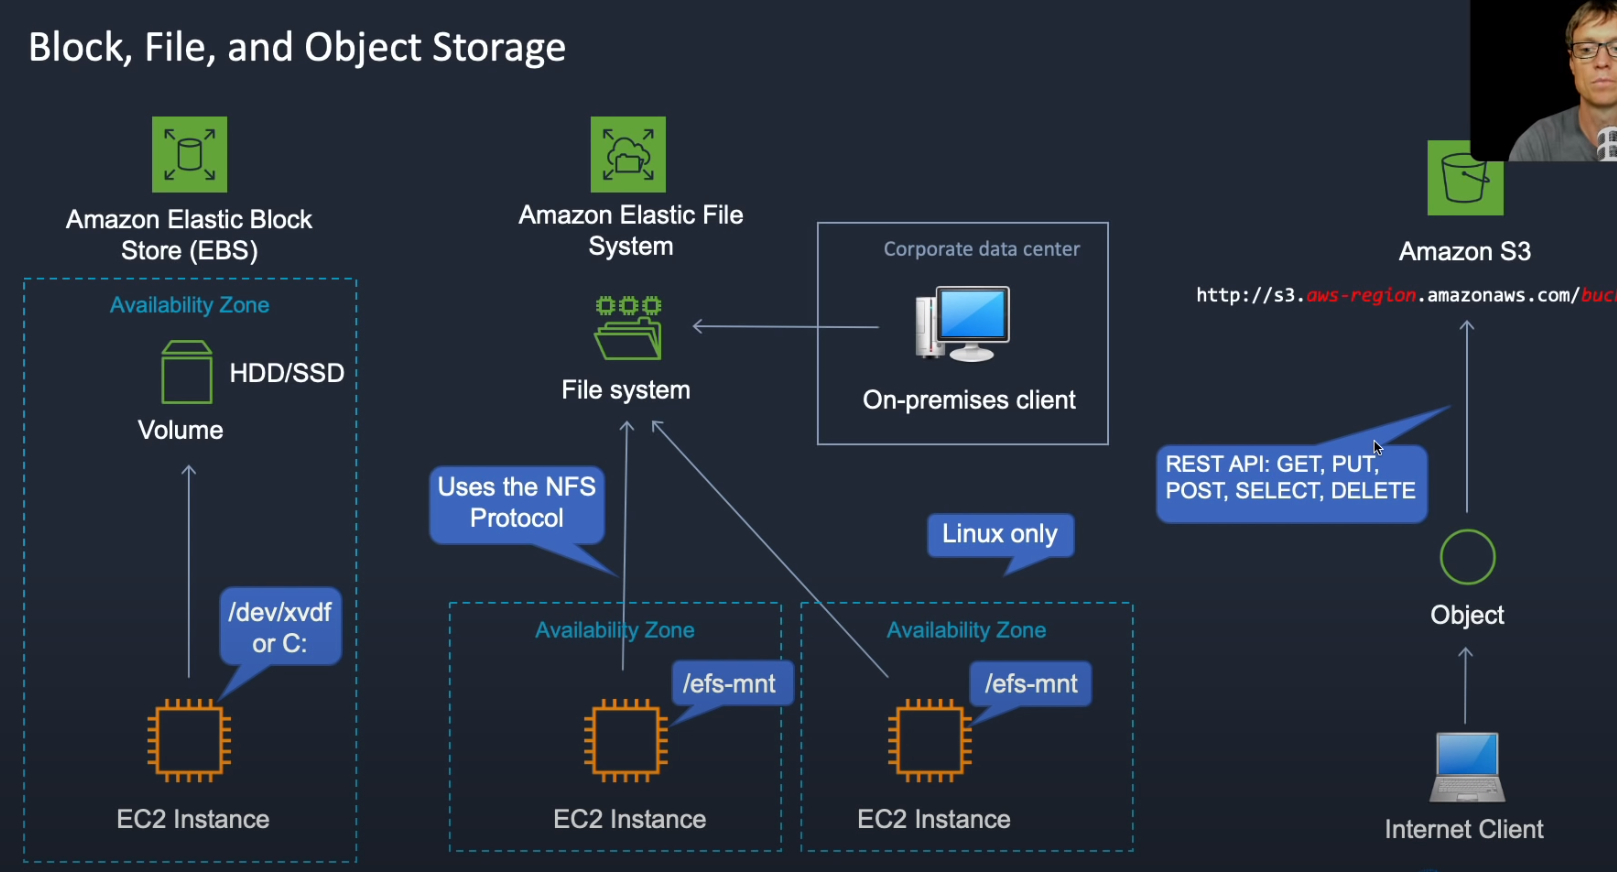 Block, File, and Object Storage
Amazon Elastic Block
Store (EBS)
Availability Zone
HDD/SSD
Volume
/dev/xvdf
or C:
EC2 Instance
Amazon Elastic File
System
File system
Corporate data center
On-premises client
Uses the NFS
Protocol
Linux only
Availability Zone
/efs-mnt
EC2 Instance
Availability Zone
/efs-mnt
EC2 Instance
Amazon S3
http://s3.aws-region.amazonaws.com/buc
REST API: GET, PUT,
POST, SELECT, DELETE
Object
Internet Client